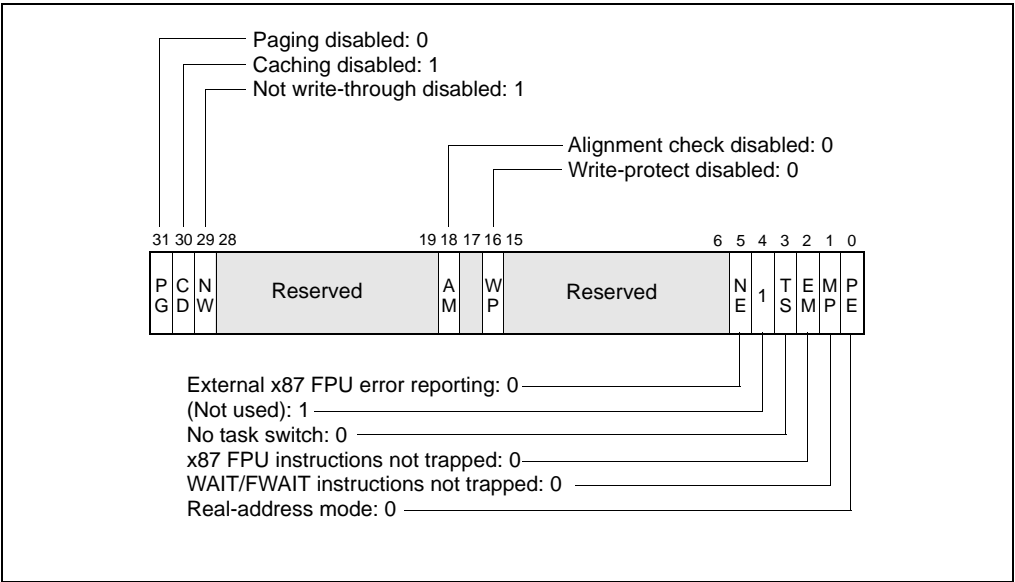 Paging disabled: 0
Caching disabled: 1
Not write-through disabled: 1
Alignment check disabled: 0
Write-protect disabled: 0
31 30 29 28 19 18 17 16 15 6 5 4 3 2 1 0
P C N Reserved A W Reserved N 1 T E M P
G D W M P E S M P E
External x87 FPU error reporting: 0
(Not used): 1
No task switch: 0
x87 FPU instructions not trapped: 0
WAIT/FWAIT instructions not trapped: 0
Real-address mode: 0